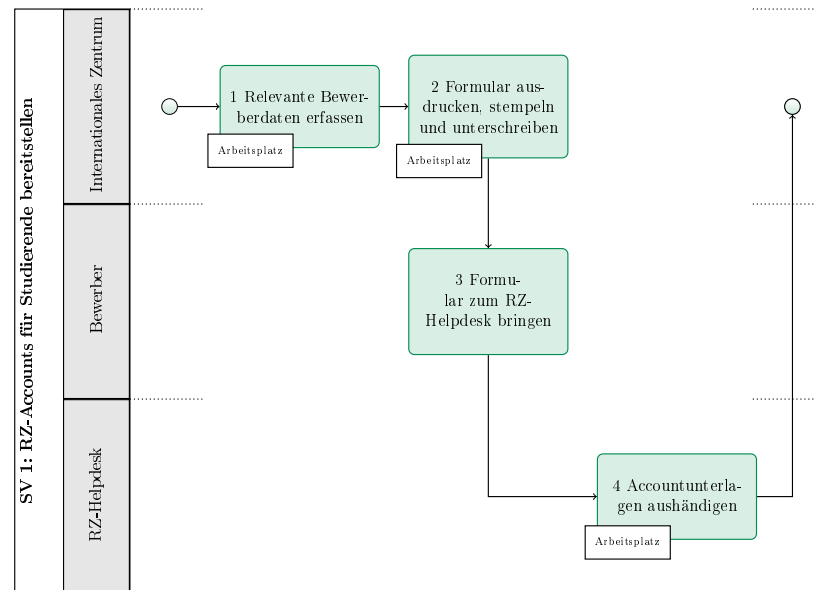 SV 1: RZ-Accounts für Studierende bereitstellen
Internationales Zentrum
1 Relevante Bewer-
berdaten erfassen
Arbeitsplatz
2 Formular aus-
drucken, stempeln
und unterschreiben
Arbeitsplatz
Bewerber
3 Formu-
lar zum RZ-
Helpdesk bringen
RZ-Helpdesk
4 Accountunterla-
gen aushändigen
Arbeitsplatz